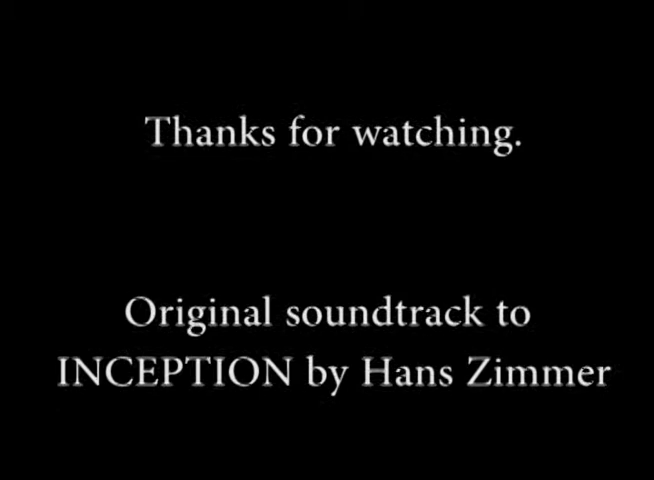 Thanks for watching.
Original soundtrack to
INCEPTION by Hans Zimmer